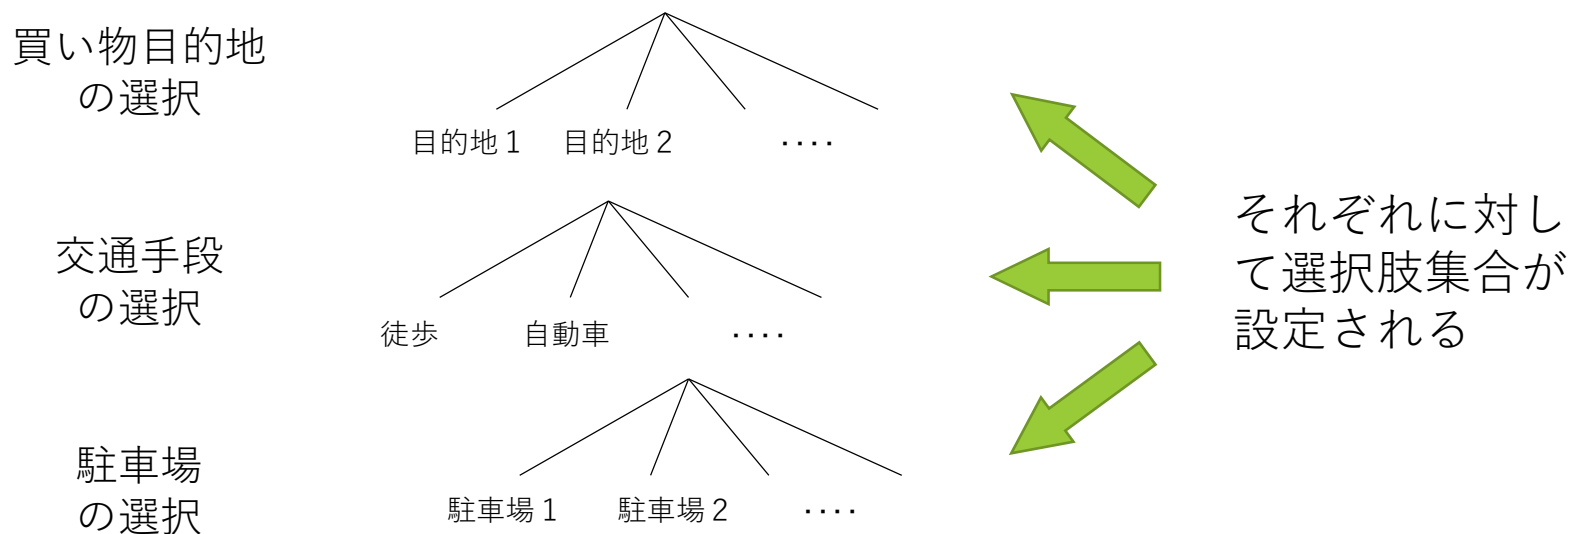 買い物目的地
の選択
目的地１ 目的地２ ‥‥
交通手段
の選択
徒歩 自動車 ‥‥
駐車場
の選択
駐車場１ 駐車場２ ‥‥
それぞれに対し
て選択肢集合が
設定される